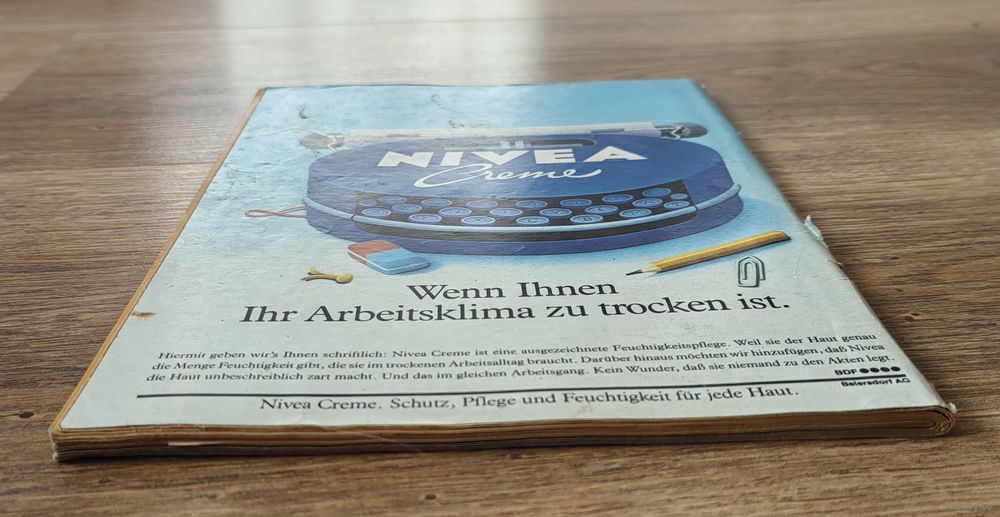 NIVEA
Creme
Wenn Ihnen
Ihr Arbeitsklima zu trocken ist.
Hiermit geben wir's Ihnen schriftlich: Nivea Creme ist eine ausgezeichnete Feuchtigkeitspflege. Weil sie der Haut genau
die Menge Feuchtigkeit gibt, die sie im trockenen Arbeitsalltag braucht. Darüber hinaus möchten wir hinzufügen, daß Nivea
die Haut unbeschreiblich zart macht. Und das im gleichen Arbeitsgang. Kein Wunder, daß sie niemand zu den Akten legt.
BDF ●●●●
Beiersdorf AG
Nivea Creme. Schutz, Pflege und Feuchtigkeit für jede Haut.